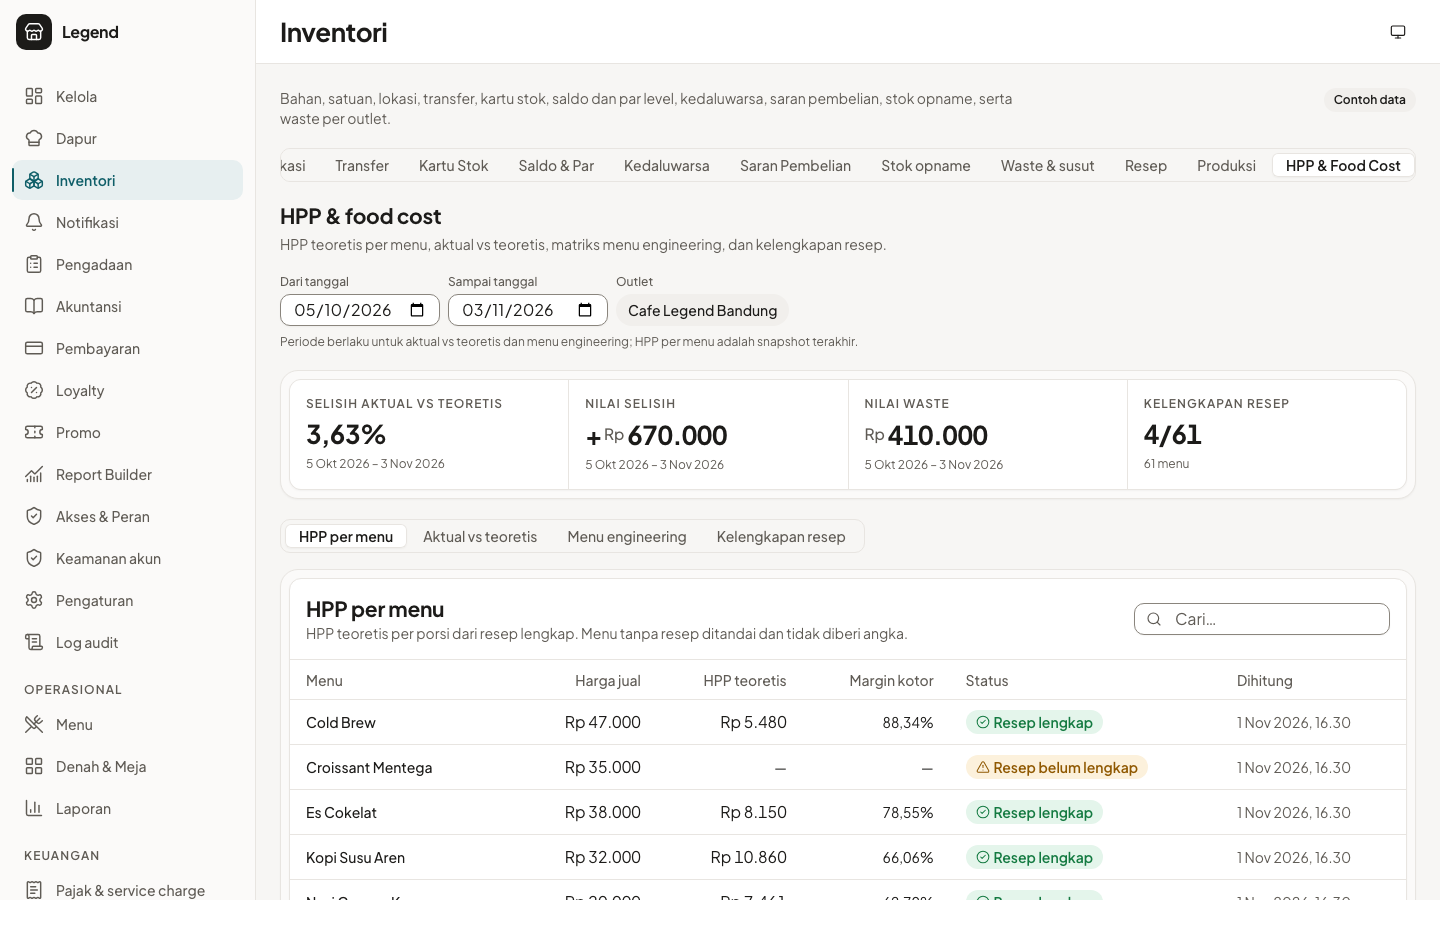 Legend
Inventori
Kelola
Dapur
Inventori
Notifikasi
Pengadaan
Akuntansi
Pembayaran
Loyalty
Promo
Report Builder
Akses & Peran
Keamanan akun
Pengaturan
Log audit
OPERASIONAL
Menu
Denah & Meja
Laporan
KEUANGAN
Pajak & service charge
Bahan, satuan, lokasi, transfer, kartu stok, saldo dan par level, kedaluwarsa, saran pembelian, stok opname, serta
waste per outlet.
Contoh data
kasi Transfer Kartu Stok Saldo & Par Kedaluwarsa Saran Pembelian Stok opname Waste & susut Resep Produksi HPP & Food Cost
HPP & food cost
HPP teoretis per menu, aktual vs teoretis, matriks menu engineering, dan kelengkapan resep.
Dari tanggal Sampai tanggal Outlet
05/10/2026 03/11/2026 Cafe Legend Bandung
Periode berlaku untuk aktual vs teoretis dan menu engineering; HPP per menu adalah snapshot terakhir.
SELISIH AKTUAL VS TEORETIS
3,63%
5 Okt 2026 – 3 Nov 2026
NILAI SELISIH
+Rp 670.000
5 Okt 2026 – 3 Nov 2026
NILAI WASTE
Rp 410.000
5 Okt 2026 – 3 Nov 2026
KELENGKAPAN RESEP
4/61
61 menu
HPP per menu Aktual vs teoretis Menu engineering Kelengkapan resep
HPP per menu
HPP teoretis per porsi dari resep lengkap. Menu tanpa resep ditandai dan tidak diberi angka.
Cari...
Menu Harga jual HPP teoretis Margin kotor Status Dihitung
Cold Brew Rp 47.000 Rp 5.480 88,34% Resep lengkap 1 Nov 2026, 16.30
Croissant Mentega Rp 35.000 — — Resep belum lengkap 1 Nov 2026, 16.30
Es Cokelat Rp 38.000 Rp 8.150 78,55% Resep lengkap 1 Nov 2026, 16.30
Kopi Susu Aren Rp 32.000 Rp 10.860 66,06% Resep lengkap 1 Nov 2026, 16.30